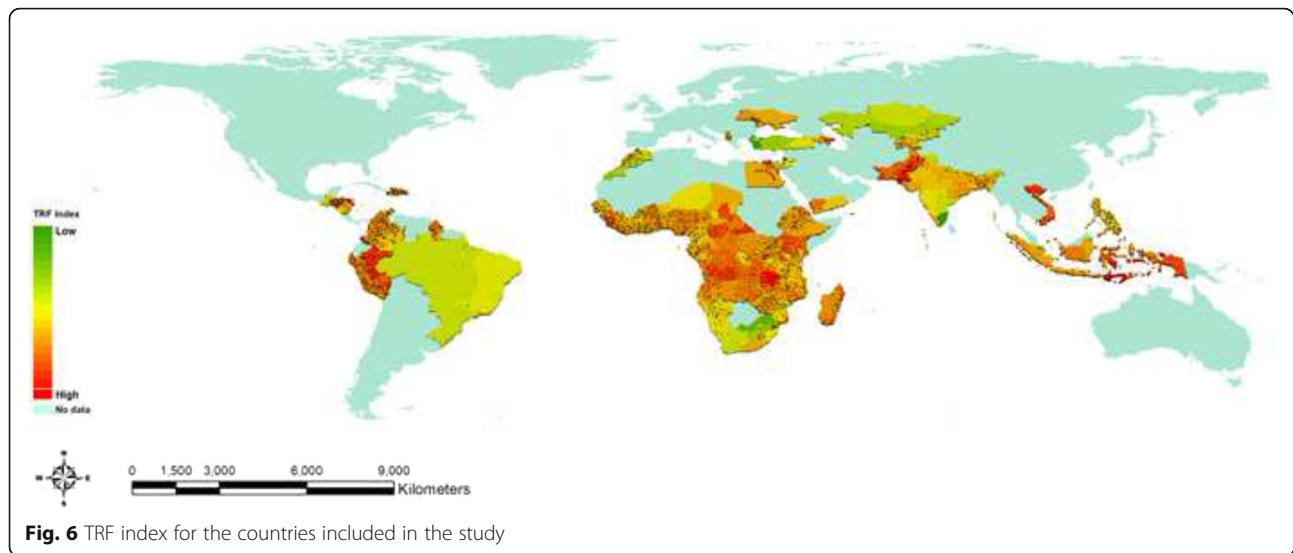 TRF index
Low
High
No data
N
W E
S
0 1,500 3,000 6,000 9,000
Kilometers
Fig. 6 TRF index for the countries included in the study